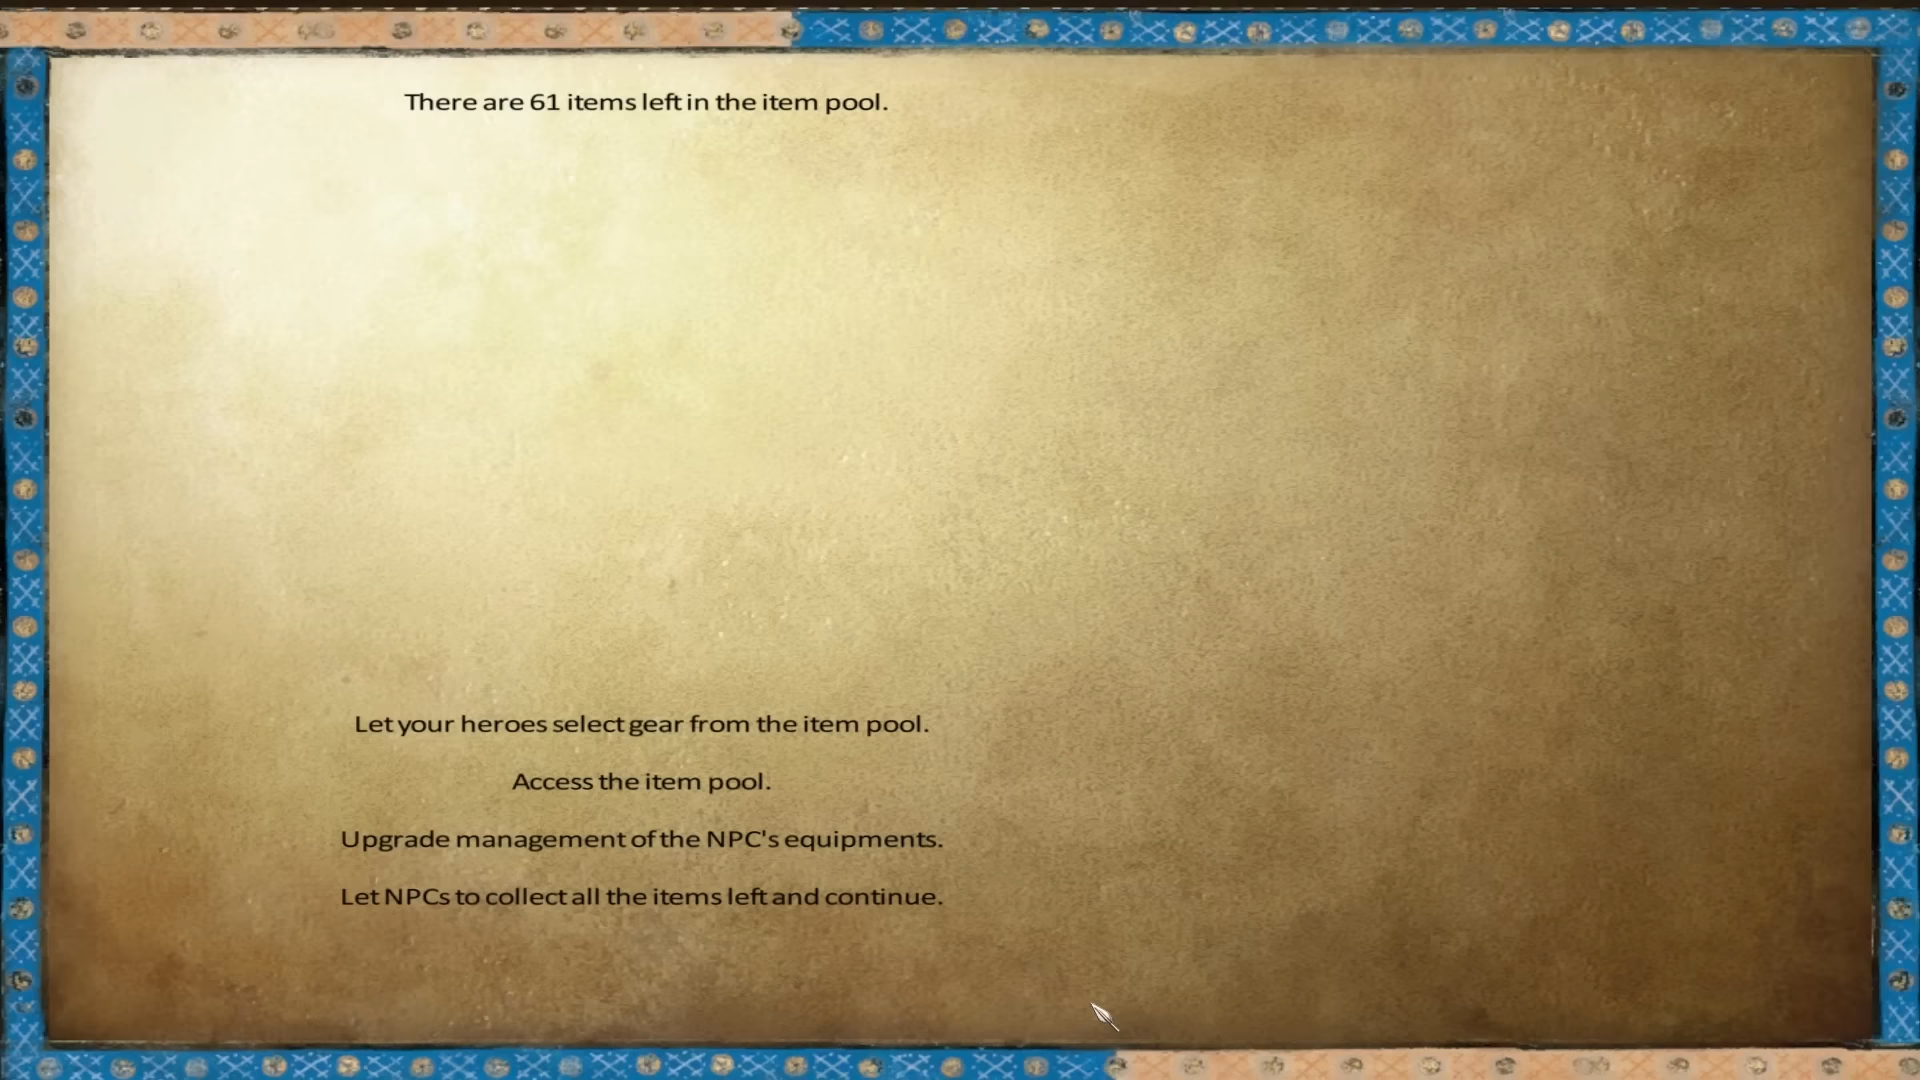 There are 61 items left in the item pool.
Let your heroes select gear from the item pool.
Access the item pool.
Upgrade management of the NPC's equipments.
Let NPCs to collect all the items left and continue.